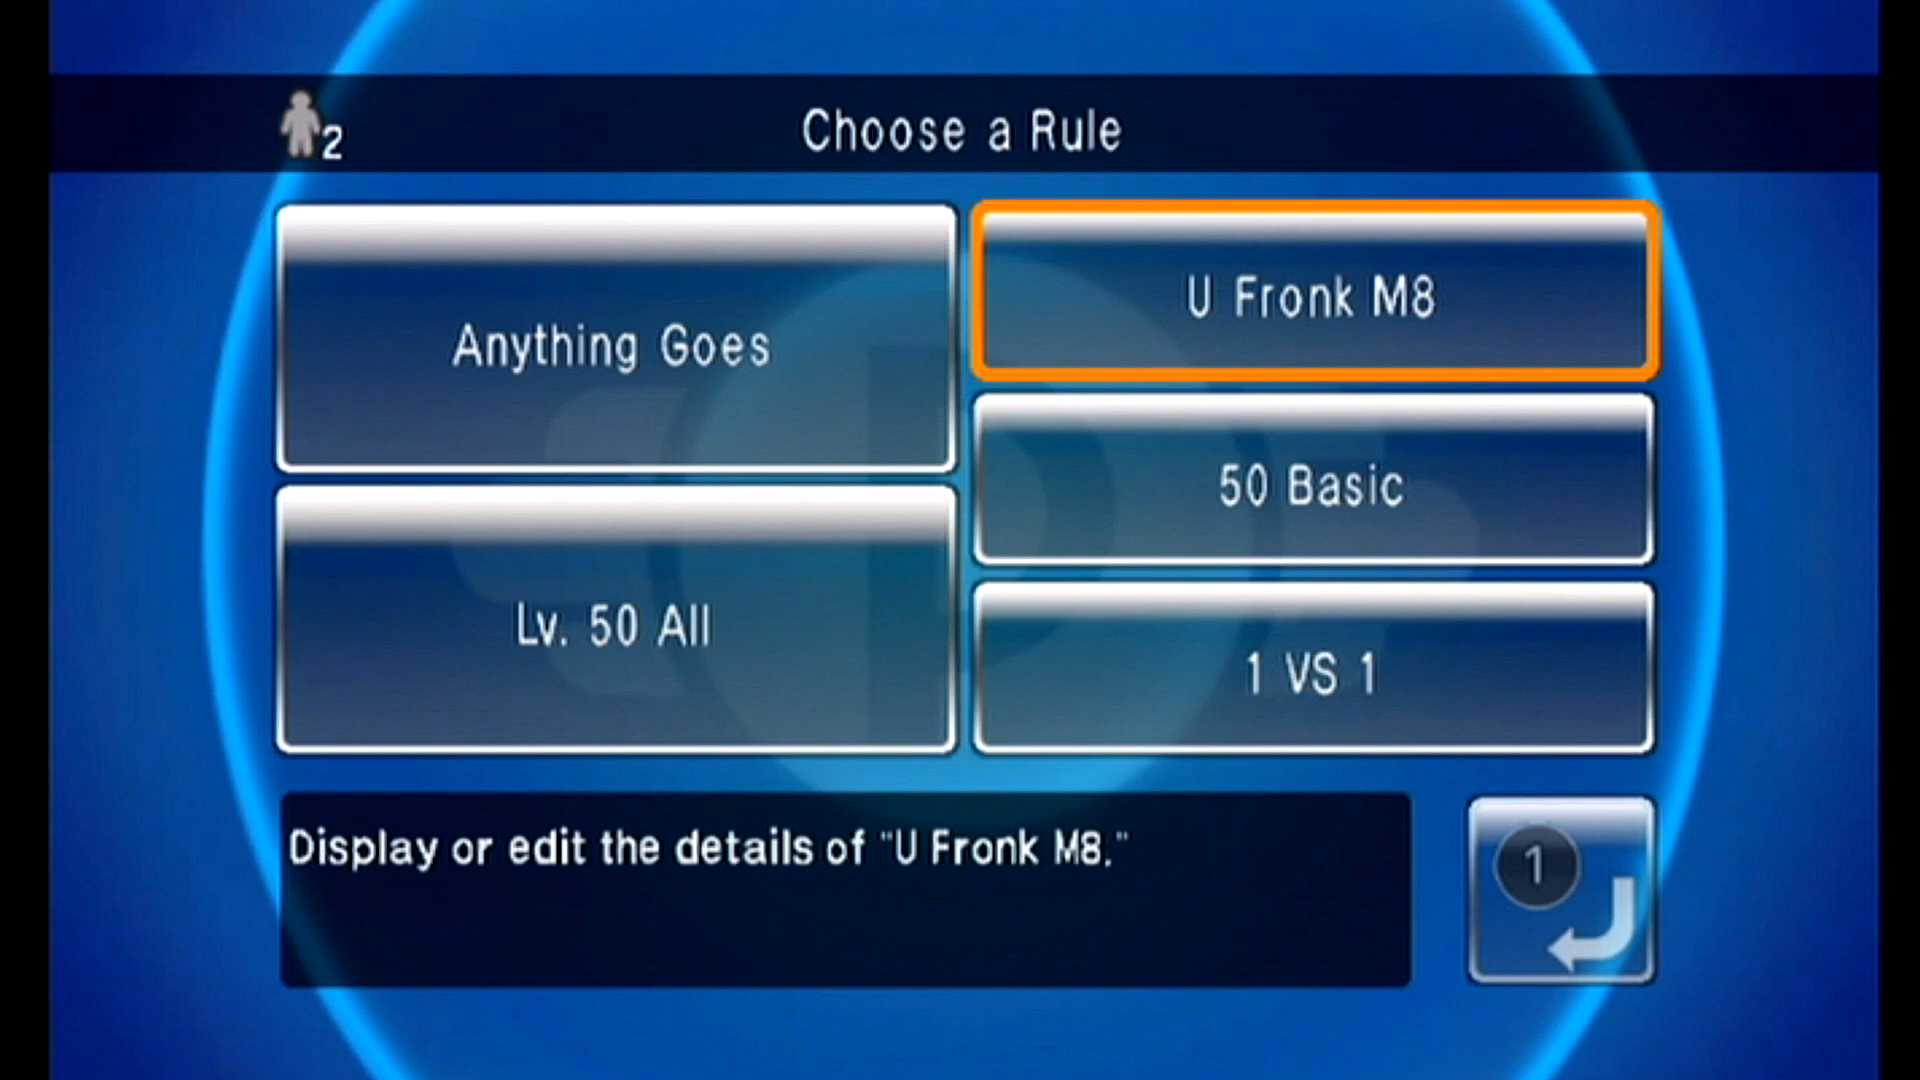 2
Choose a Rule
Anything Goes
Lv. 50 All
U Fronk M8
50 Basic
1 VS 1
Display or edit the details of "U Fronk M8."
1